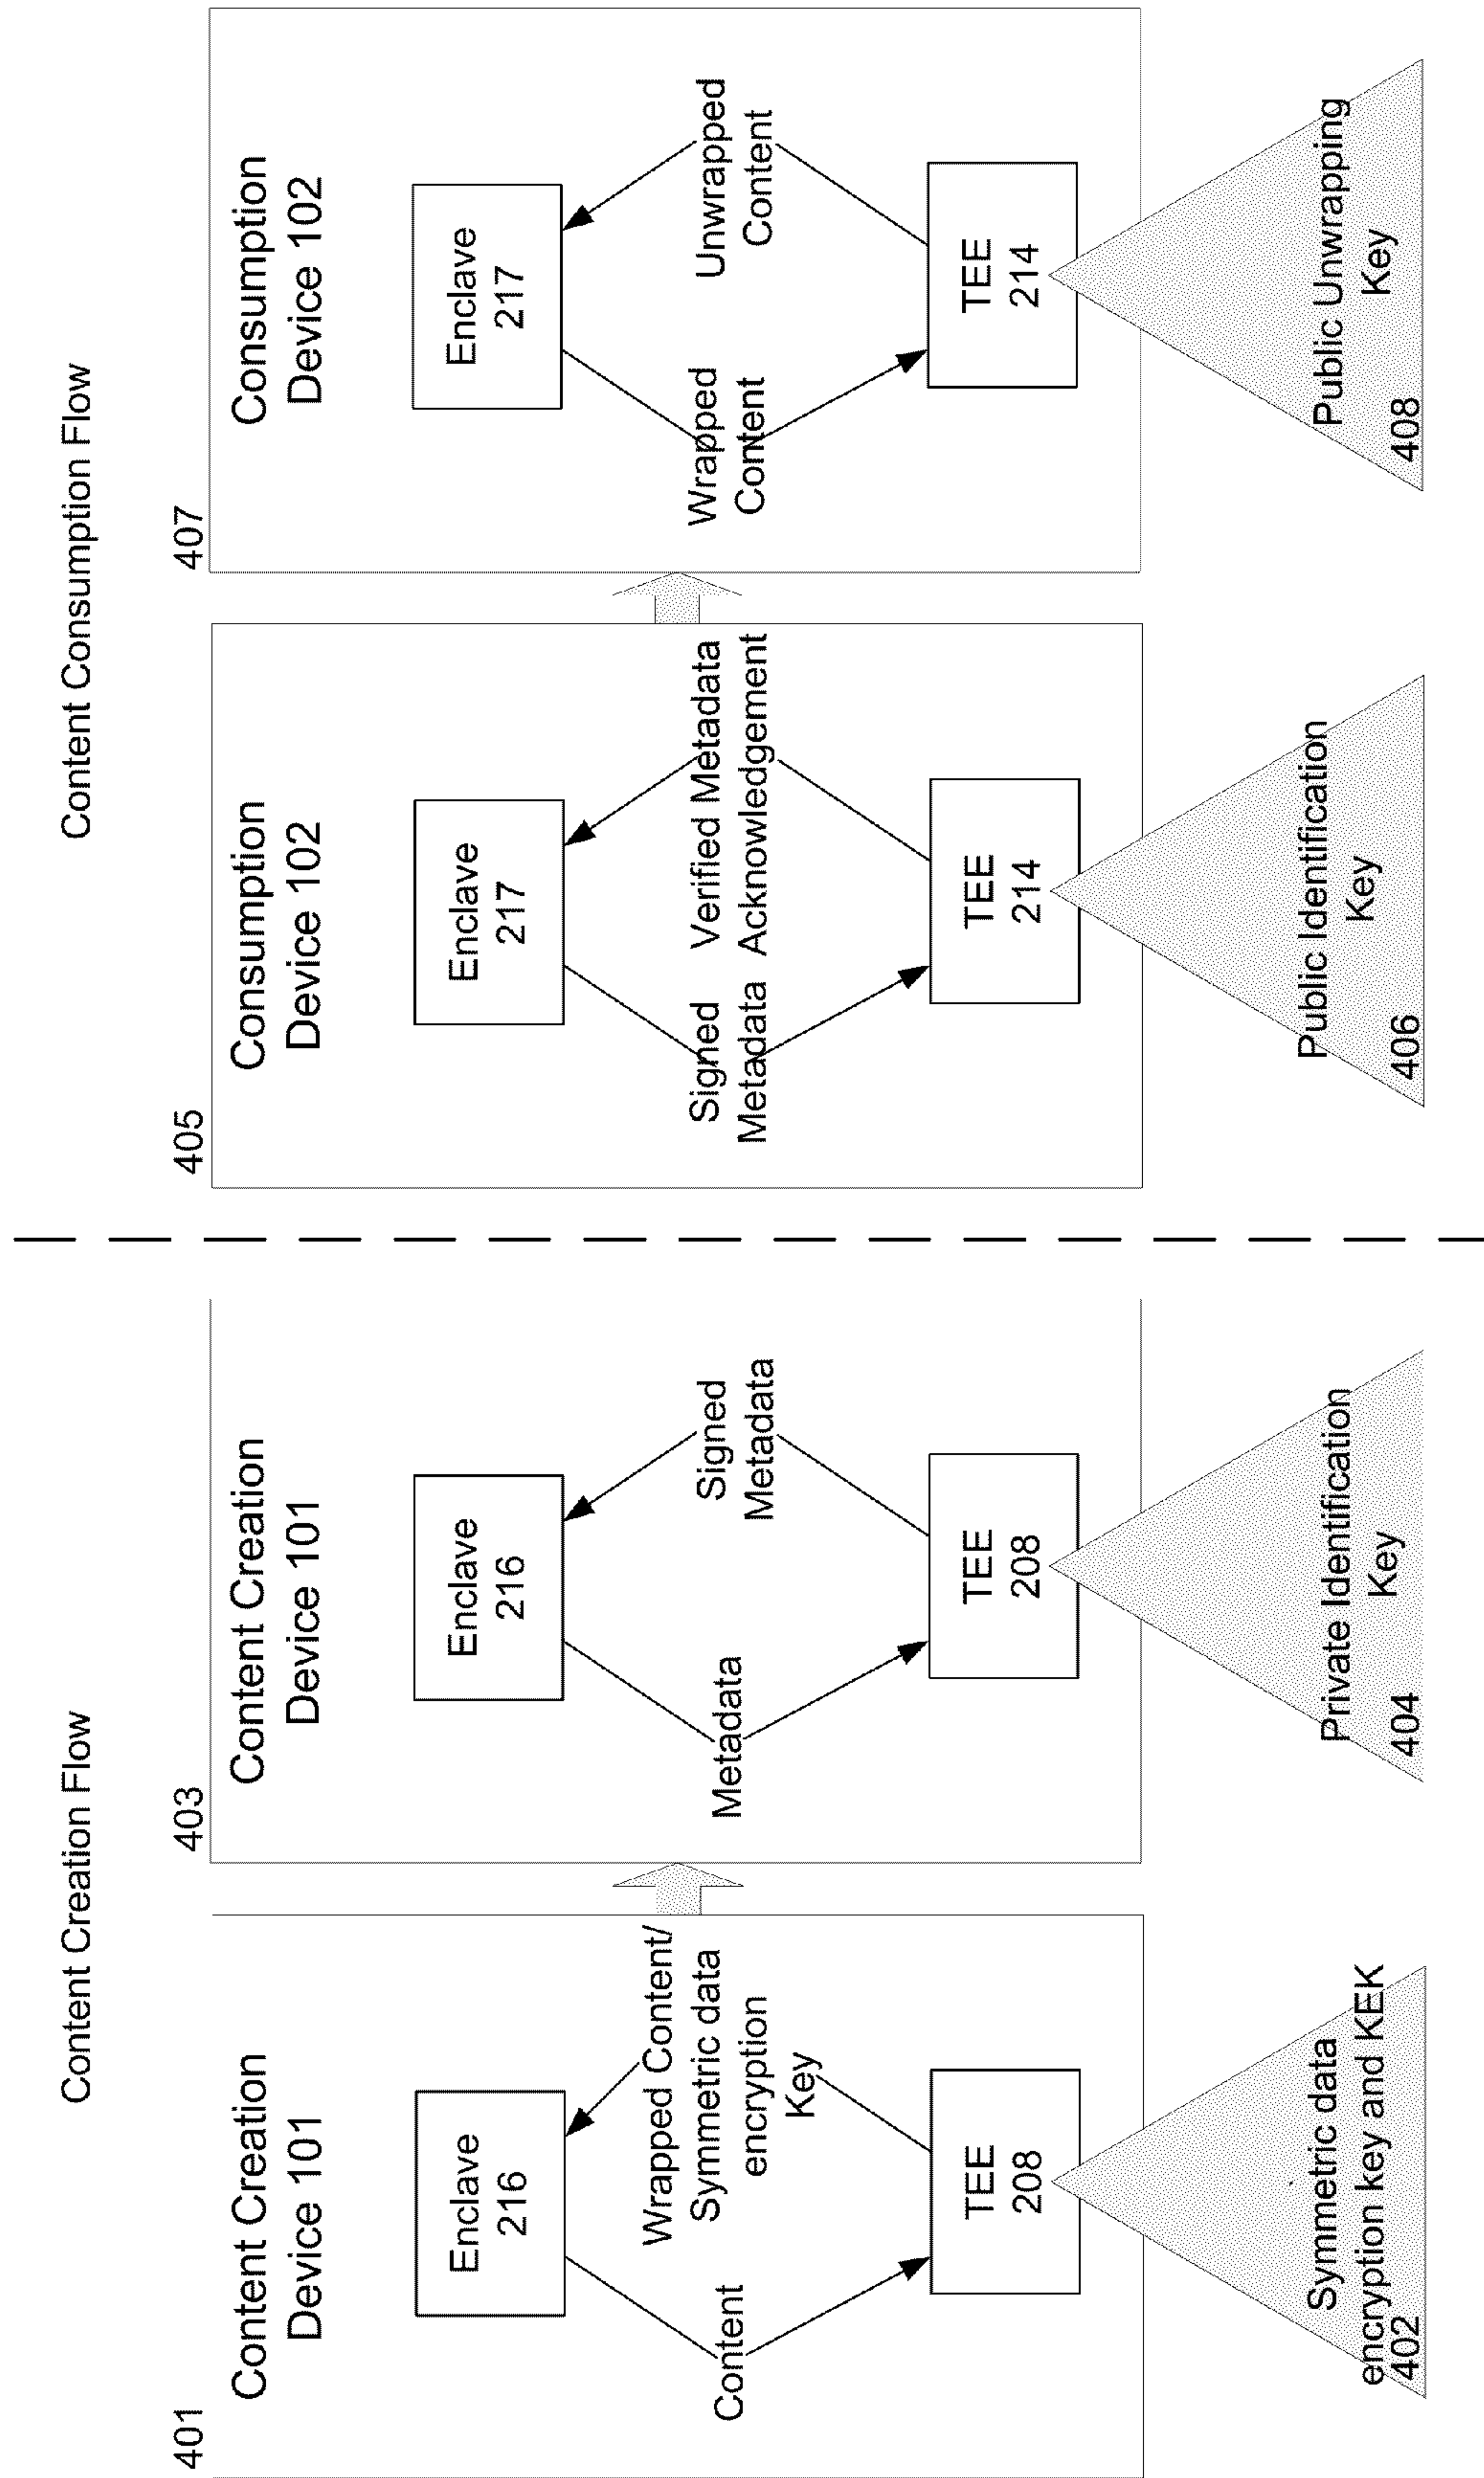 Content Creation Flow
401
Content Creation
Device 101
Enclave
216
Content
Wrapped Content/
Symmetric data
encryption
Key
TEE
208
Symmetric data
encryption key and KEK
402
403
Content Creation
Device 101
Enclave
216
Metadata
Signed
Metadata
TEE
208
Private Identification
Key
404
Content Consumption Flow
405
Consumption
Device 102
Enclave
217
Signed
Metadata
Verified Metadata
Acknowledgement
TEE
214
Public Identification
Key
406
407
Consumption
Device 102
Enclave
217
Wrapped
Content
Unwrapped
Content
TEE
214
Public Unwrapping
Key
408